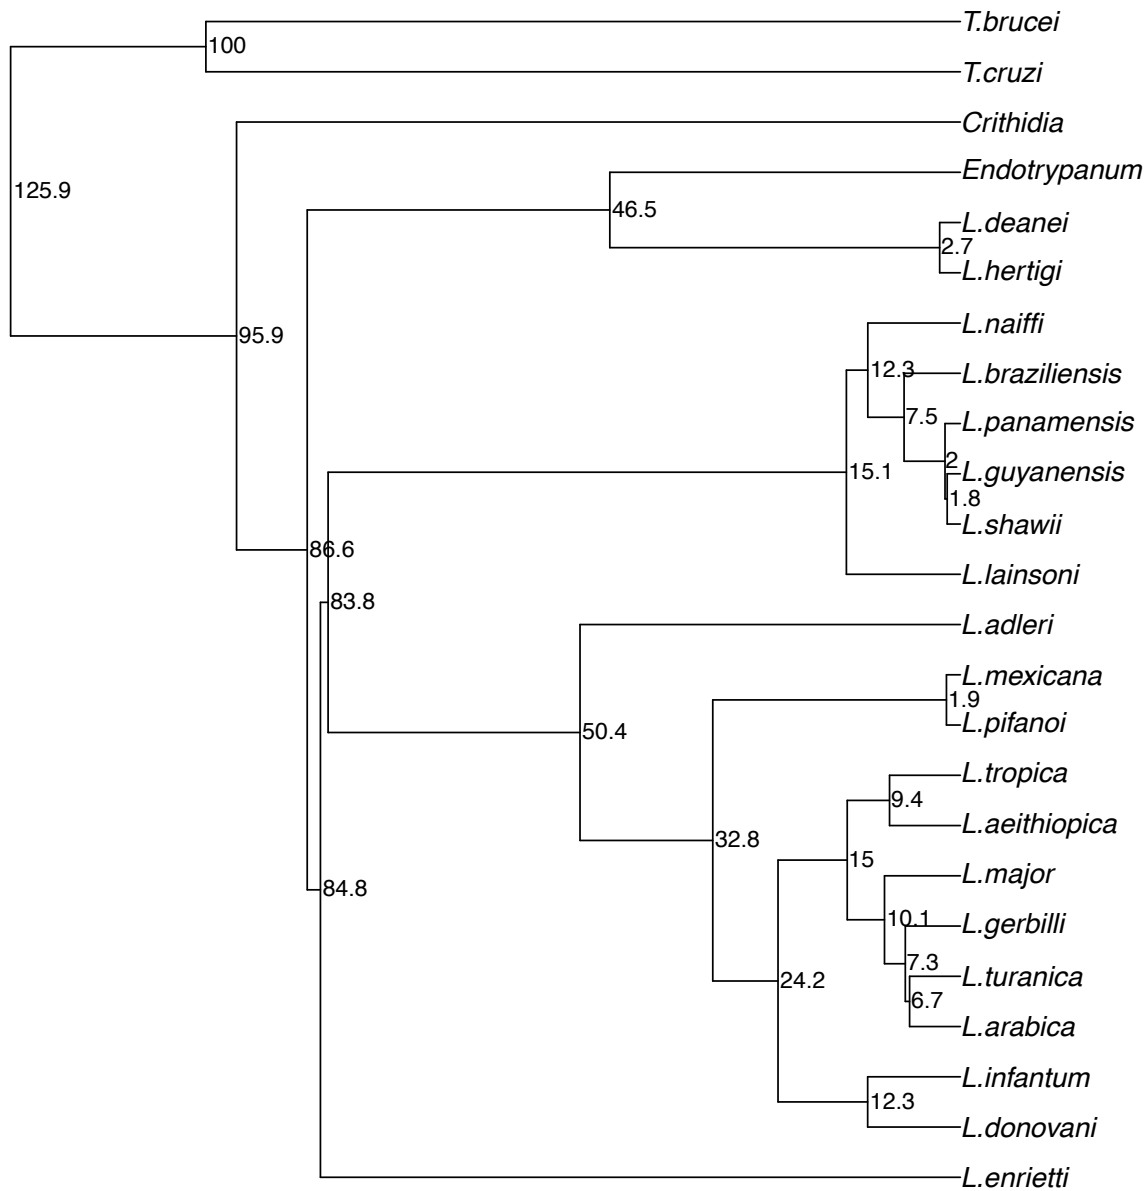 T.brucei
100
T.cruzi
Crithidia
Endotrypanum
125.9
46.5
L.deanei
2.7
L.hertigi
L.naiffi
95.9
12.3
L.braziliensis
7.5
L.panamensis
2
15.1
L.guyanensis
1.8
L.shawii
86.6
L.lainsoni
83.8
L.adleri
L.mexicana
1.9
L.pifanoi
50.4
L.tropica
9.4
L.aeithiopica
32.8
15
L.major
84.8
10.1
L.gerbilli
7.3
L.turanica
24.2
6.7
L.arabica
L.infantum
12.3
L.donovani
L.enrietti